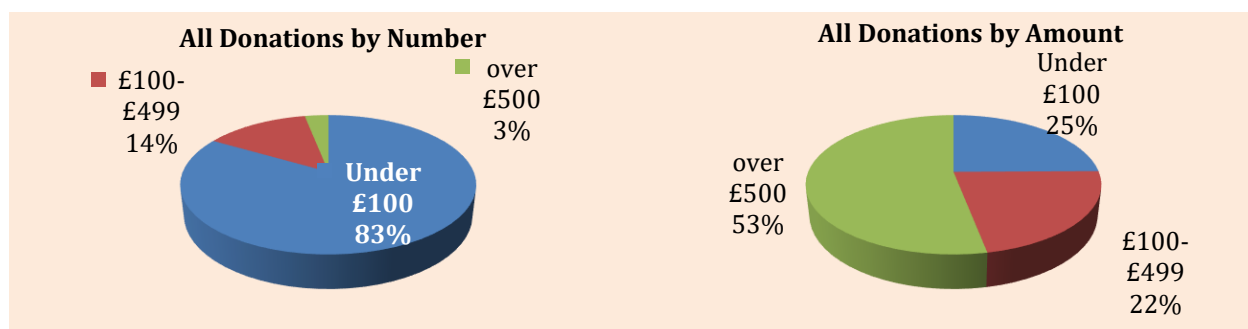 All Donations by Number
£100-
£499
14%
over
£500
3%
Under
£100
83%
All Donations by Amount
Under
£100
25%
over
£500
53%
£100-
£499
22%